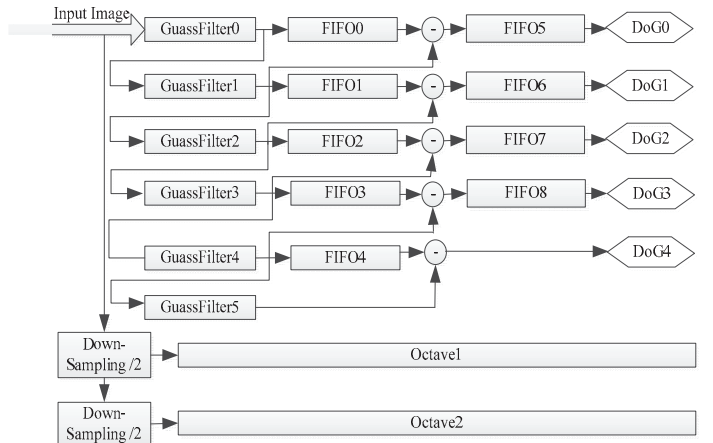 Input Image
GuassFilter0 FIFO0 - FIFO5 DoG0
GuassFilter1 FIFO1 - FIFO6 DoG1
GuassFilter2 FIFO2 - FIFO7 DoG2
GuassFilter3 FIFO3 - FIFO8 DoG3
GuassFilter4 FIFO4 - DoG4
GuassFilter5
Down-
Sampling /2
Octave1
Down-
Sampling /2
Octave2